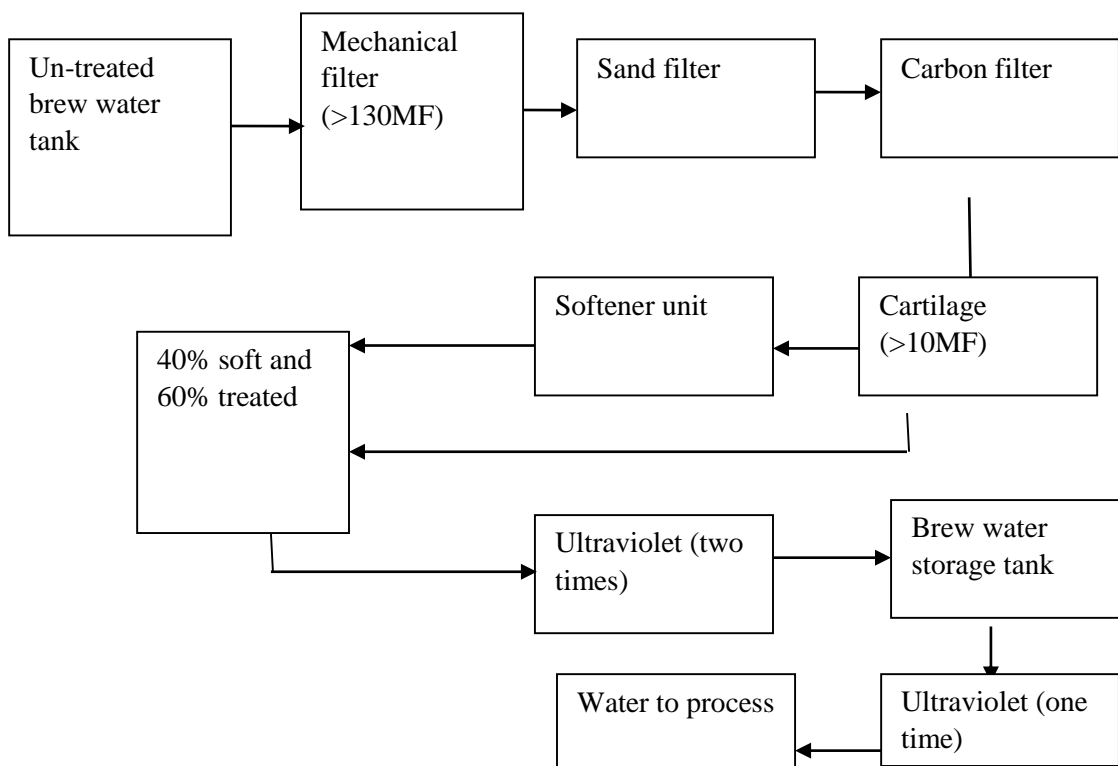 Un-treated
brew water
tank
Mechanical
filter
(>130MF)
Sand filter
Carbon filter
Cartilage
(>10MF)
Softener unit
40% soft and
60% treated
Ultraviolet (two
times)
Brew water
storage tank
Ultraviolet (one
time)
Water to process